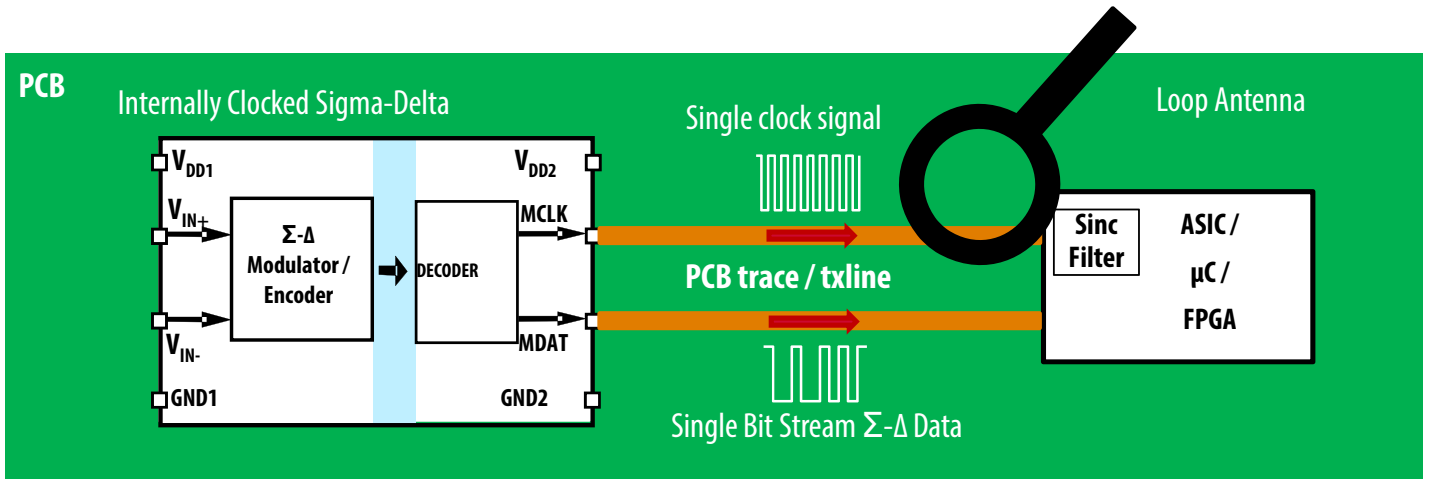 PCB
Internally Clocked Sigma-Delta
Single clock signal
Loop Antenna
VDD1
VDD2
VIN+
MCLK
Σ-Δ
Modulator /
Encoder
DECODER
VIN-
MDAT
GND1
GND2
PCB trace / txline
Sinc
Filter
ASIC /
µC /
FPGA
Single Bit Stream Σ-Δ Data